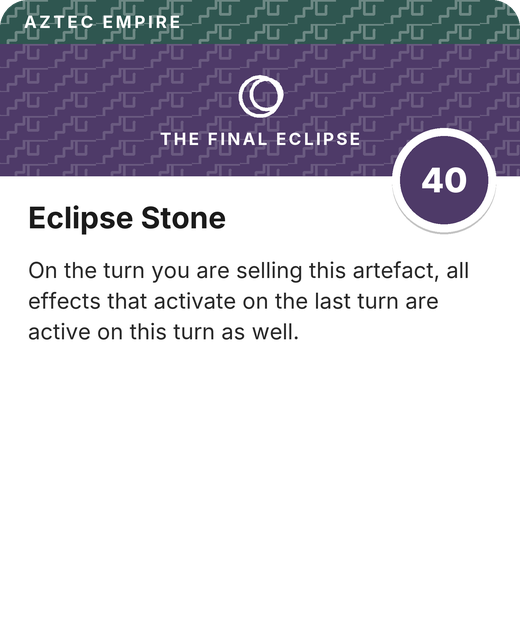 AZTEC EMPIRE
THE FINAL ECLIPSE
40
Eclipse Stone
On the turn you are selling this artefact, all
effects that activate on the last turn are
active on this turn as well.